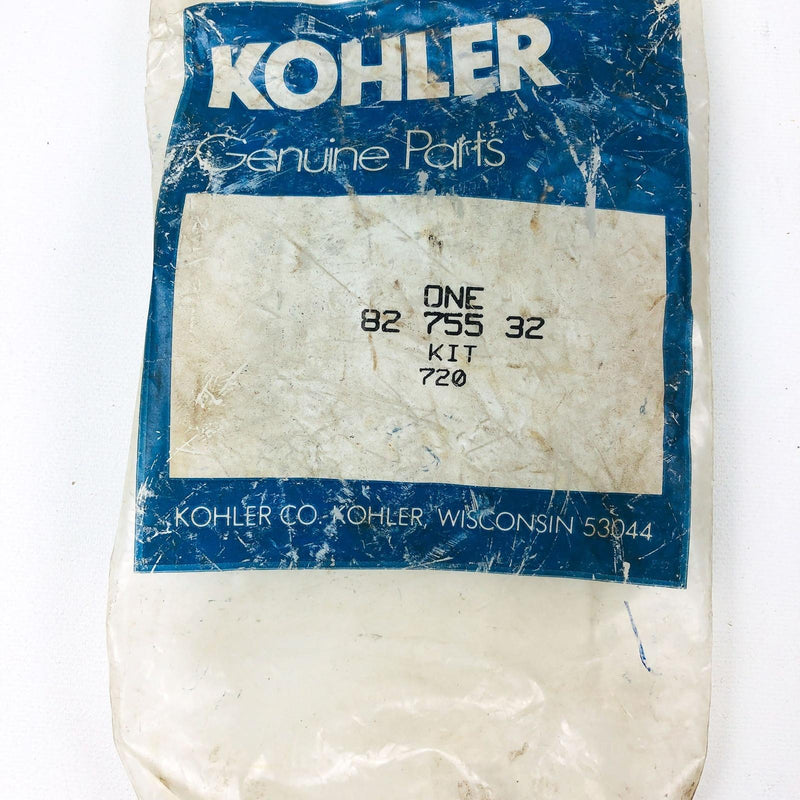 KOHLER
Genuine Parts
ONE
82 755 32
KIT
720
KOHLER CO. KOHLER, WISCONSIN 53044